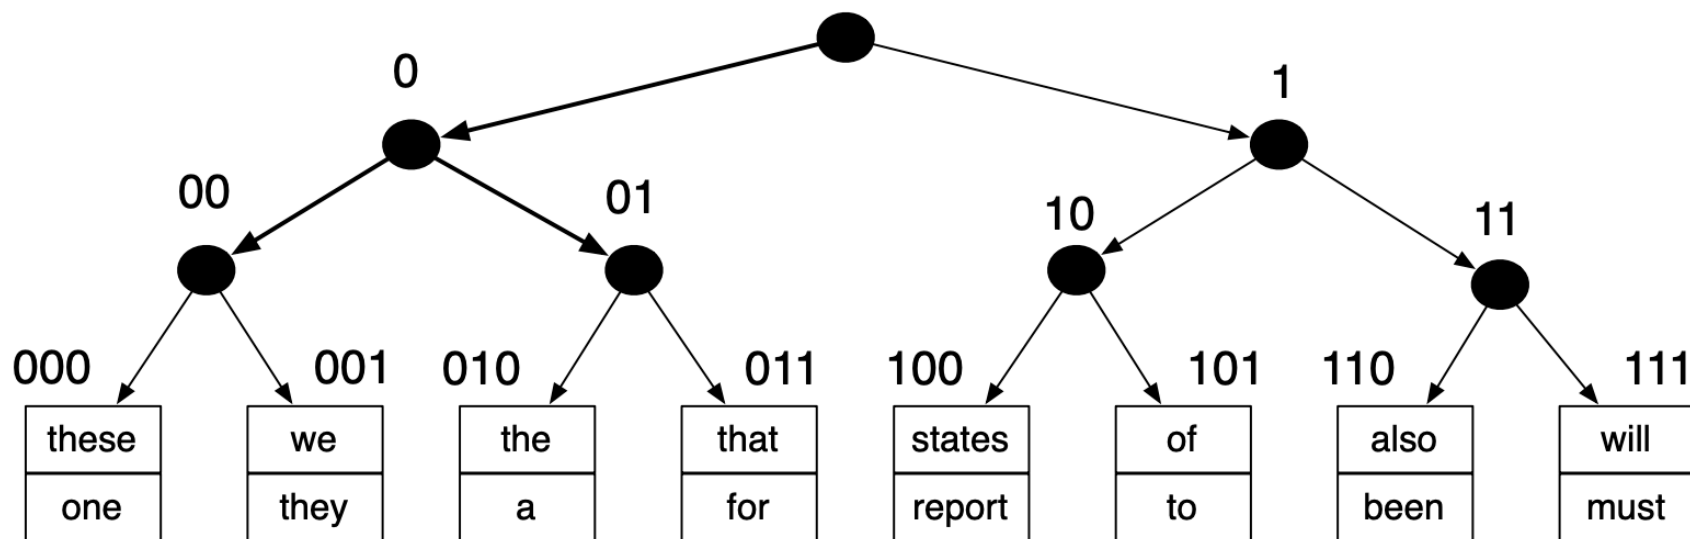 0
1
00
01
10
11
000
001
010
011
100
101
110
111
these
we
the
that
states
of
also
will
one
they
a
for
report
to
been
must